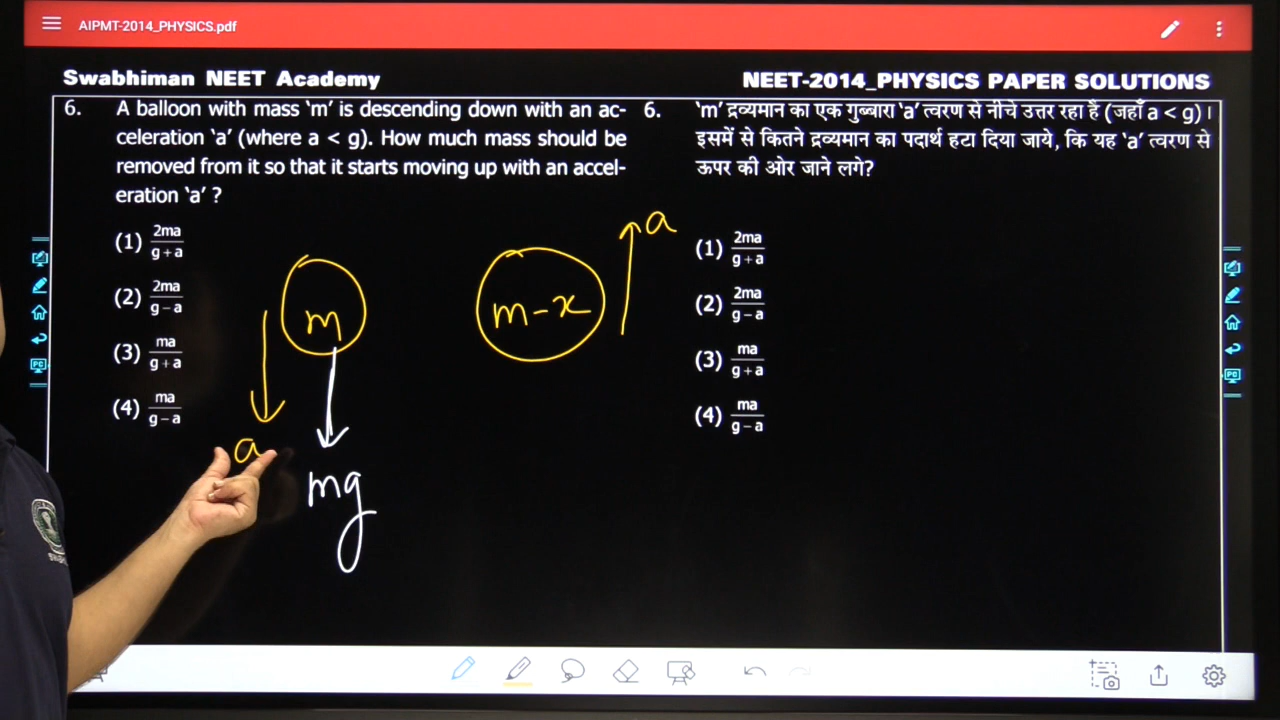 AIPMT-2014_PHYSICS.pdf
Swabhiman NEET Academy
NEET-2014_PHYSICS PAPER SOLUTIONS
6. A balloon with mass ‘m’ is descending down with an ac-
celeration ‘a’ (where a < g). How much mass should be
removed from it so that it starts moving up with an accel-
eration ‘a’ ?
(1) 2ma/g+a
(2) 2ma/g−a
(3) ma/g+a
(4) ma/g−a
m
a
mg
m-x
a
6. ‘m’ द्रव्यमान का एक गुब्बारा ‘a’ त्वरण से नीचे उत्तर रहा है (जहाँ a < g)।
इसमें से कितने द्रव्यमान का पदार्थ हटा दिया जाये, कि यह ‘a’ त्वरण से
ऊपर की ओर जाने लगे?
(1) 2ma/g+a
(2) 2ma/g−a
(3) ma/g+a
(4) ma/g−a